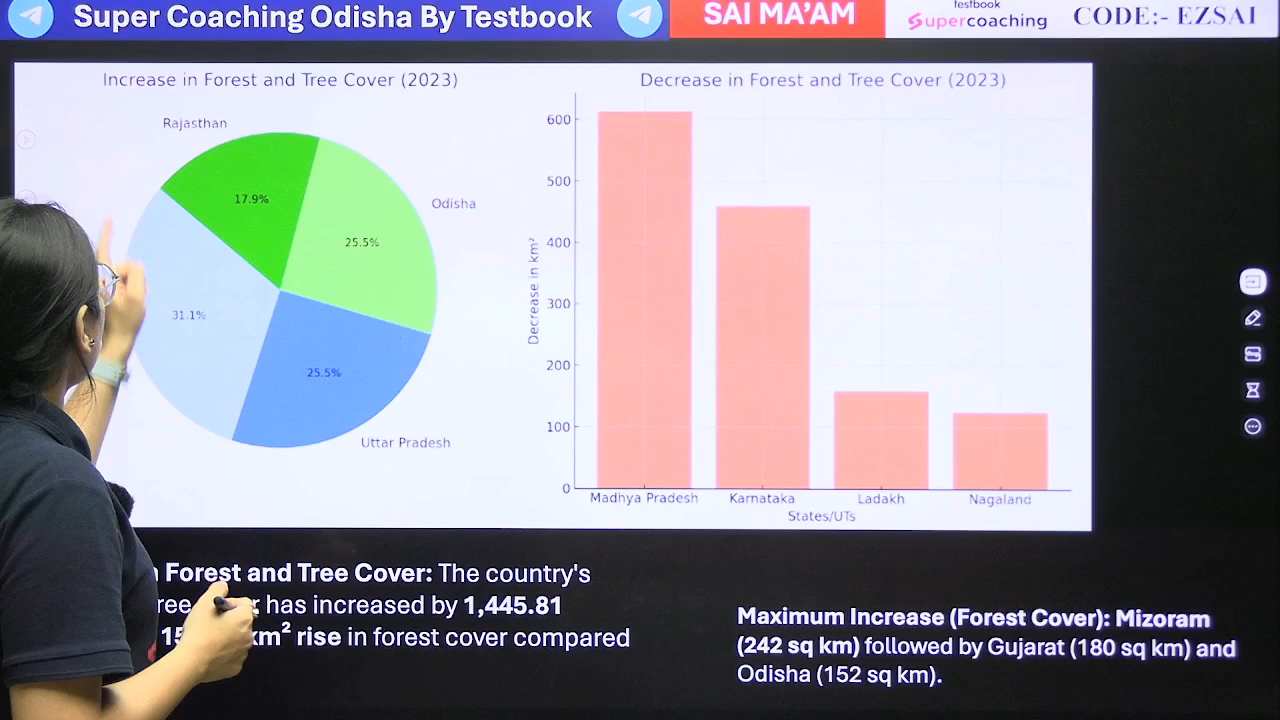 Super Coaching Odisha By Testbook
SAI MA'AM
testbook
Supercoaching
CODE:- EZSAI
Increase in Forest and Tree Cover (2023)
Rajasthan
17.9%
Odisha
25.5%
31.1%
25.5%
Uttar Pradesh
Decrease in Forest and Tree Cover (2023)
Decrease in km²
600
500
400
300
200
100
0
Madhya Pradesh Karnataka Ladakh Nagaland
States/UTs
Forest and Tree Cover: The country's
has increased by 1,445.81
km² rise in forest cover compared
Maximum Increase (Forest Cover): Mizoram
(242 sq km) followed by Gujarat (180 sq km) and
Odisha (152 sq km).